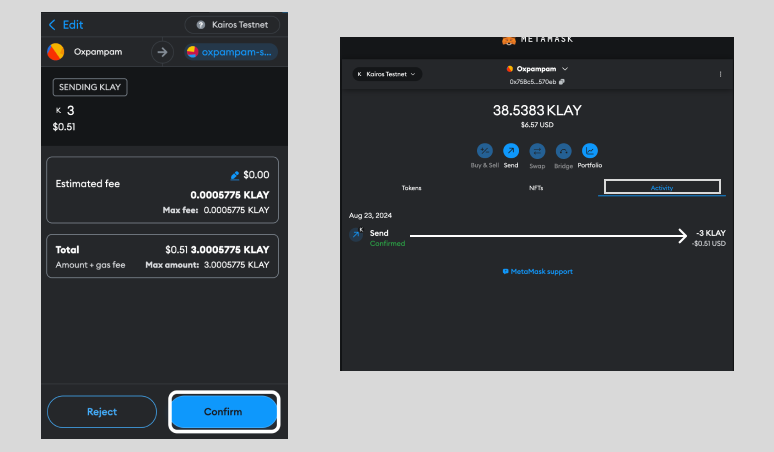 Edit
Kairos Testnet
Oxpampam
oxpampam-s...
SENDING KLAY
K 3
$0.51
Estimated fee
$0.00
0.0005775 KLAY
Max fee: 0.0005775 KLAY
Total
$0.51 3.0005775 KLAY
Amount + gas fee
Max amount: 3.0005775 KLAY
Reject
Confirm
METAMASK
K Kairos Testnet
Oxpampam
0x758c5...570eb
38.5383 KLAY
$6.57 USD
Buy & Sell
Send
Swap
Bridge
Portfolio
Tokens
NFTs
Activity
Aug 23, 2024
K
Send
-3 KLAY
Confirmed
-$0.51 USD
MetaMask support